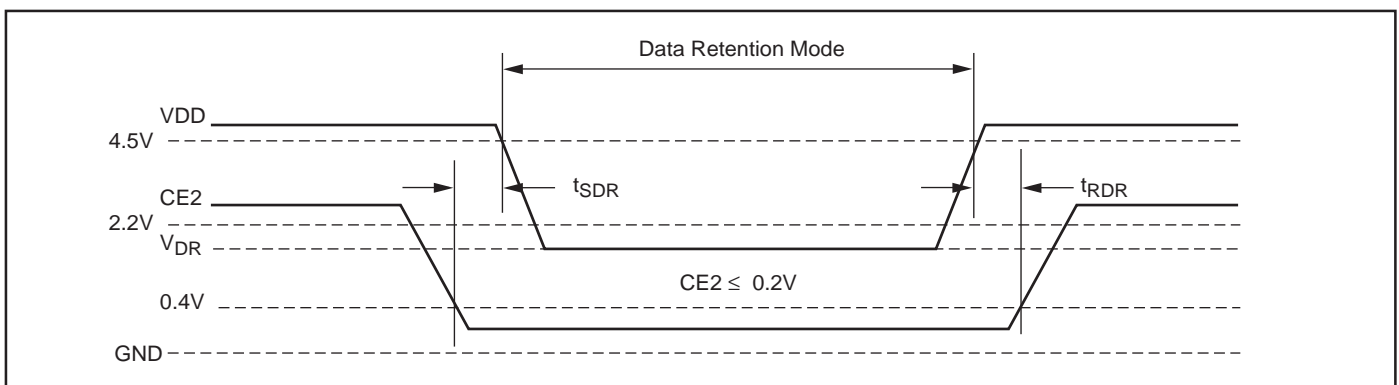 Data Retention Mode
VDD
4.5V
tSDR
tRDR
CE2
2.2V
VDR
CE2 ≤ 0.2V
0.4V
GND